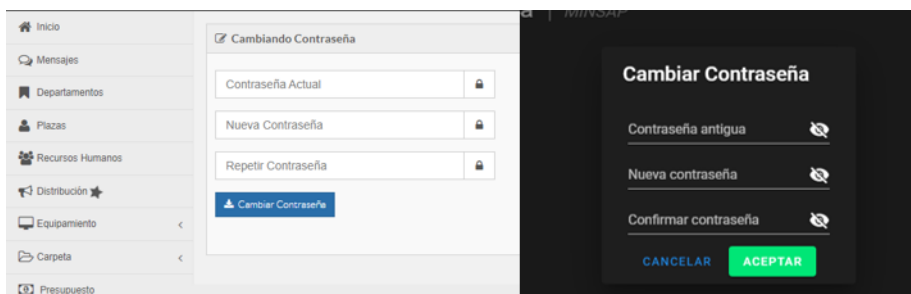 Inicio
Mensajes
Departamentos
Plazas
Recursos Humanos
Distribución
Equipamiento
Carpeta
Presupuesto
Cambiando Contraseña
Contraseña Actual
Nueva Contraseña
Repetir Contraseña
Cambiar Contraseña
a | MINSAP
Cambiar Contraseña
Contraseña antigua
Nueva contraseña
Confirmar contraseña
CANCELAR ACEPTAR